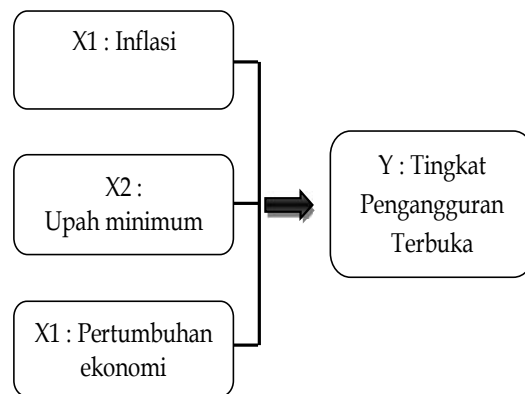 X1 : Inflasi
X2 :
Upah minimum
X1 : Pertumbuhan
ekonomi
Y : Tingkat
Pengangguran
Terbuka